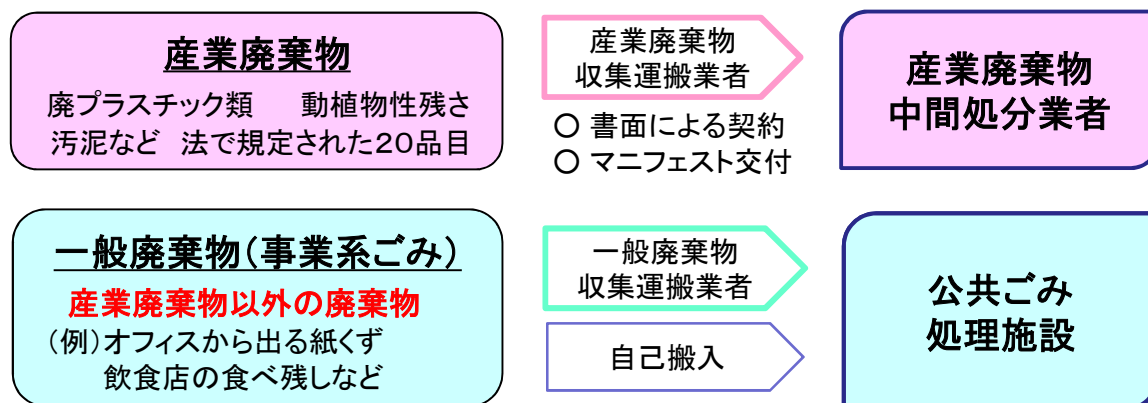 産業廃棄物
廃プラスチック類 動植物性残さ
汚泥など 法で規定された20品目
産業廃棄物
収集運搬業者
○ 書面による契約
○ マニフェスト交付
産業廃棄物
中間処分業者
一般廃棄物(事業系ごみ)
産業廃棄物以外の廃棄物
(例)オフィスから出る紙くず
飲食店の食べ残しなど
一般廃棄物
収集運搬業者
自己搬入
公共ごみ
処理施設